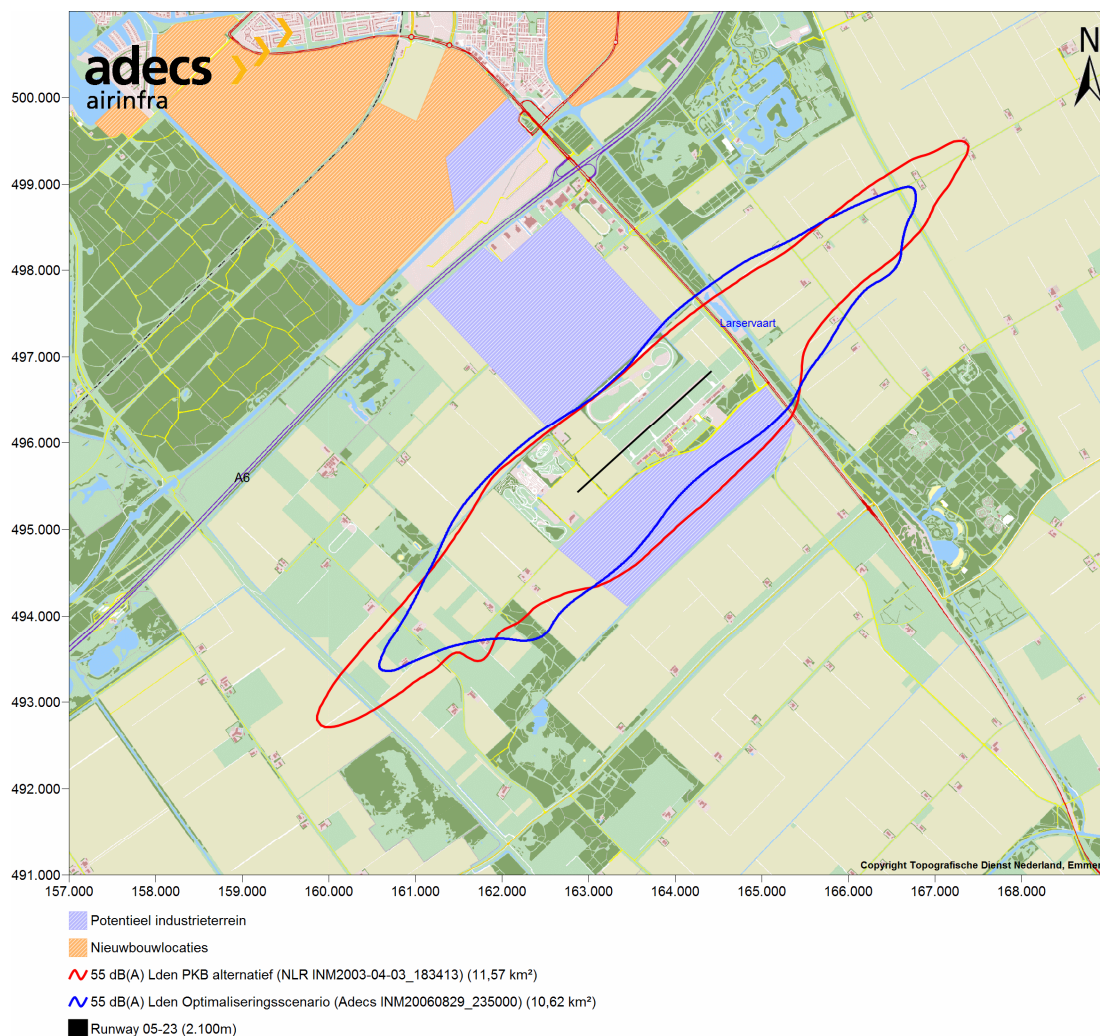 adecs
airinfra
N
500.000
499.000
498.000
497.000
496.000
495.000
494.000
493.000
492.000
491.000
Larservaart
A6
Copyright Topografische Dienst Nederland, Emmen
157.000 158.000 159.000 160.000 161.000 162.000 163.000 164.000 165.000 166.000 167.000 168.000
Potentieel industrieterrein
Nieuwbouwlocaties
55 dB(A) Lden PKB alternatief (NLR INM2003-04-03_183413) (11,57 km²)
55 dB(A) Lden Optimaliseringsscenario (Adecs INM20060829_235000) (10,62 km²)
Runway 05-23 (2.100m)